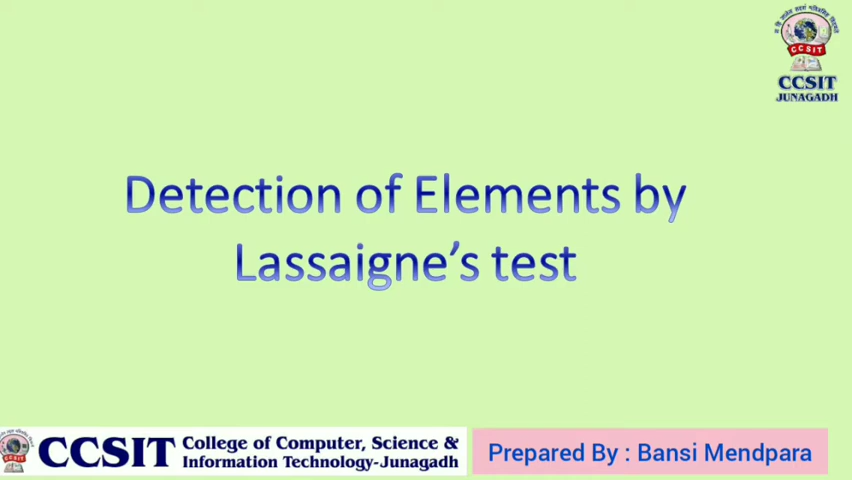 CCSIT
CCSIT
JUNAGADH
Detection of Elements by
Lassaigne's test
CCSIT College of Computer, Science &
Information Technology-Junagadh
Prepared By : Bansi Mendpara